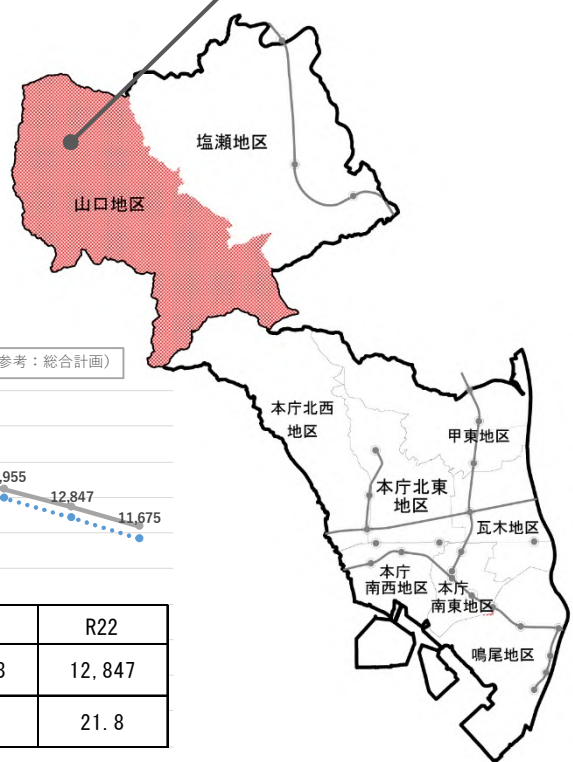 塩瀬地区
山口地区
参考：総合計画）
本庁北西
地区
甲東地区
,955
本庁北東
地区
12,847
11,675
瓦木地区
本庁
南西地区
本庁
南東地区
鳴尾地区
R22
3
12,847
21.8